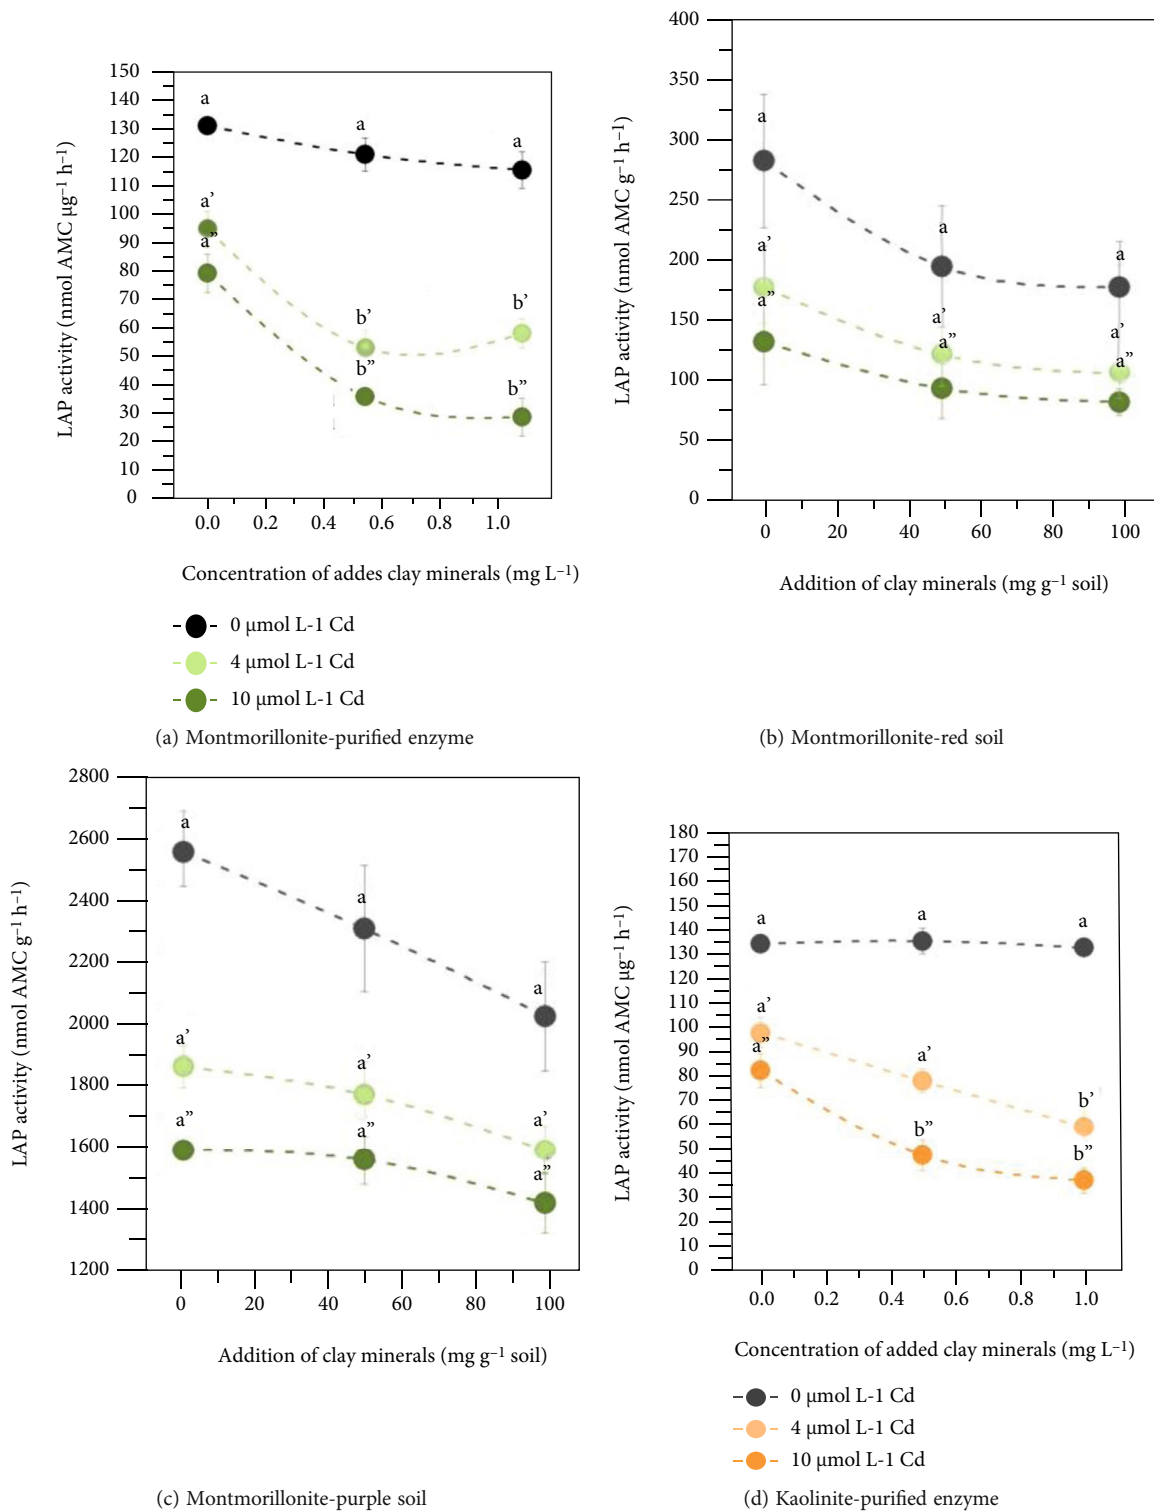 150
140
130
120
110
100
90
80
70
60
50
40
30
20
10
0
LAP activity (nmol AMC µg⁻¹ h⁻¹)
a
a
a
a’
a”
b’
b’
b”
b”
0.0 0.2 0.4 0.6 0.8 1.0
Concentration of addes clay minerals (mg L⁻¹)
0 µmol L-1 Cd
4 µmol L-1 Cd
10 µmol L-1 Cd
(a) Montmorillonite-purified enzyme
400
350
300
250
200
150
100
50
0
LAP activity (nmol AMC g⁻¹ h⁻¹)
a
a
a
a’
a’
a’
a”
a”
a”
0 20 40 60 80 100
Addition of clay minerals (mg g⁻¹ soil)
(b) Montmorillonite-red soil
2800
2600
2400
2200
2000
1800
1600
1400
1200
LAP activity (nmol AMC g⁻¹ h⁻¹)
a
a
a
a’
a’
a’
a”
a”
a”
0 20 40 60 80 100
Addition of clay minerals (mg g⁻¹ soil)
(c) Montmorillonite-purple soil
180
170
160
150
140
130
120
110
100
90
80
70
60
50
40
30
20
10
0
LAP activity (nmol AMC µg⁻¹ h⁻¹)
a
a
a
a’
a”
a’
b’
b”
b”
0.0 0.2 0.4 0.6 0.8 1.0
Concentration of added clay minerals (mg L⁻¹)
0 µmol L-1 Cd
4 µmol L-1 Cd
10 µmol L-1 Cd
(d) Kaolinite-purified enzyme